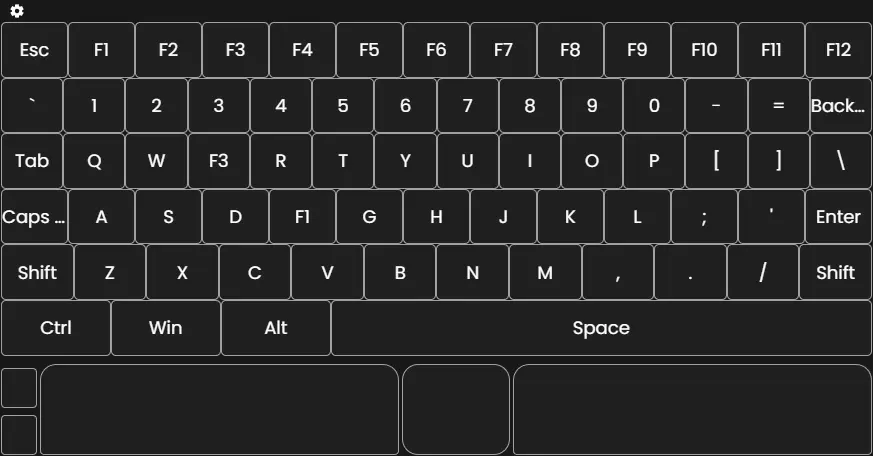 Esc F1 F2 F3 F4 F5 F6 F7 F8 F9 F10 F11 F12
` 1 2 3 4 5 6 7 8 9 0 - = Back...
Tab Q W F3 R T Y U I O P [ ] \
Caps ... A S D F1 G H J K L ; ' Enter
Shift Z X C V B N M , . / Shift
Ctrl Win Alt Space